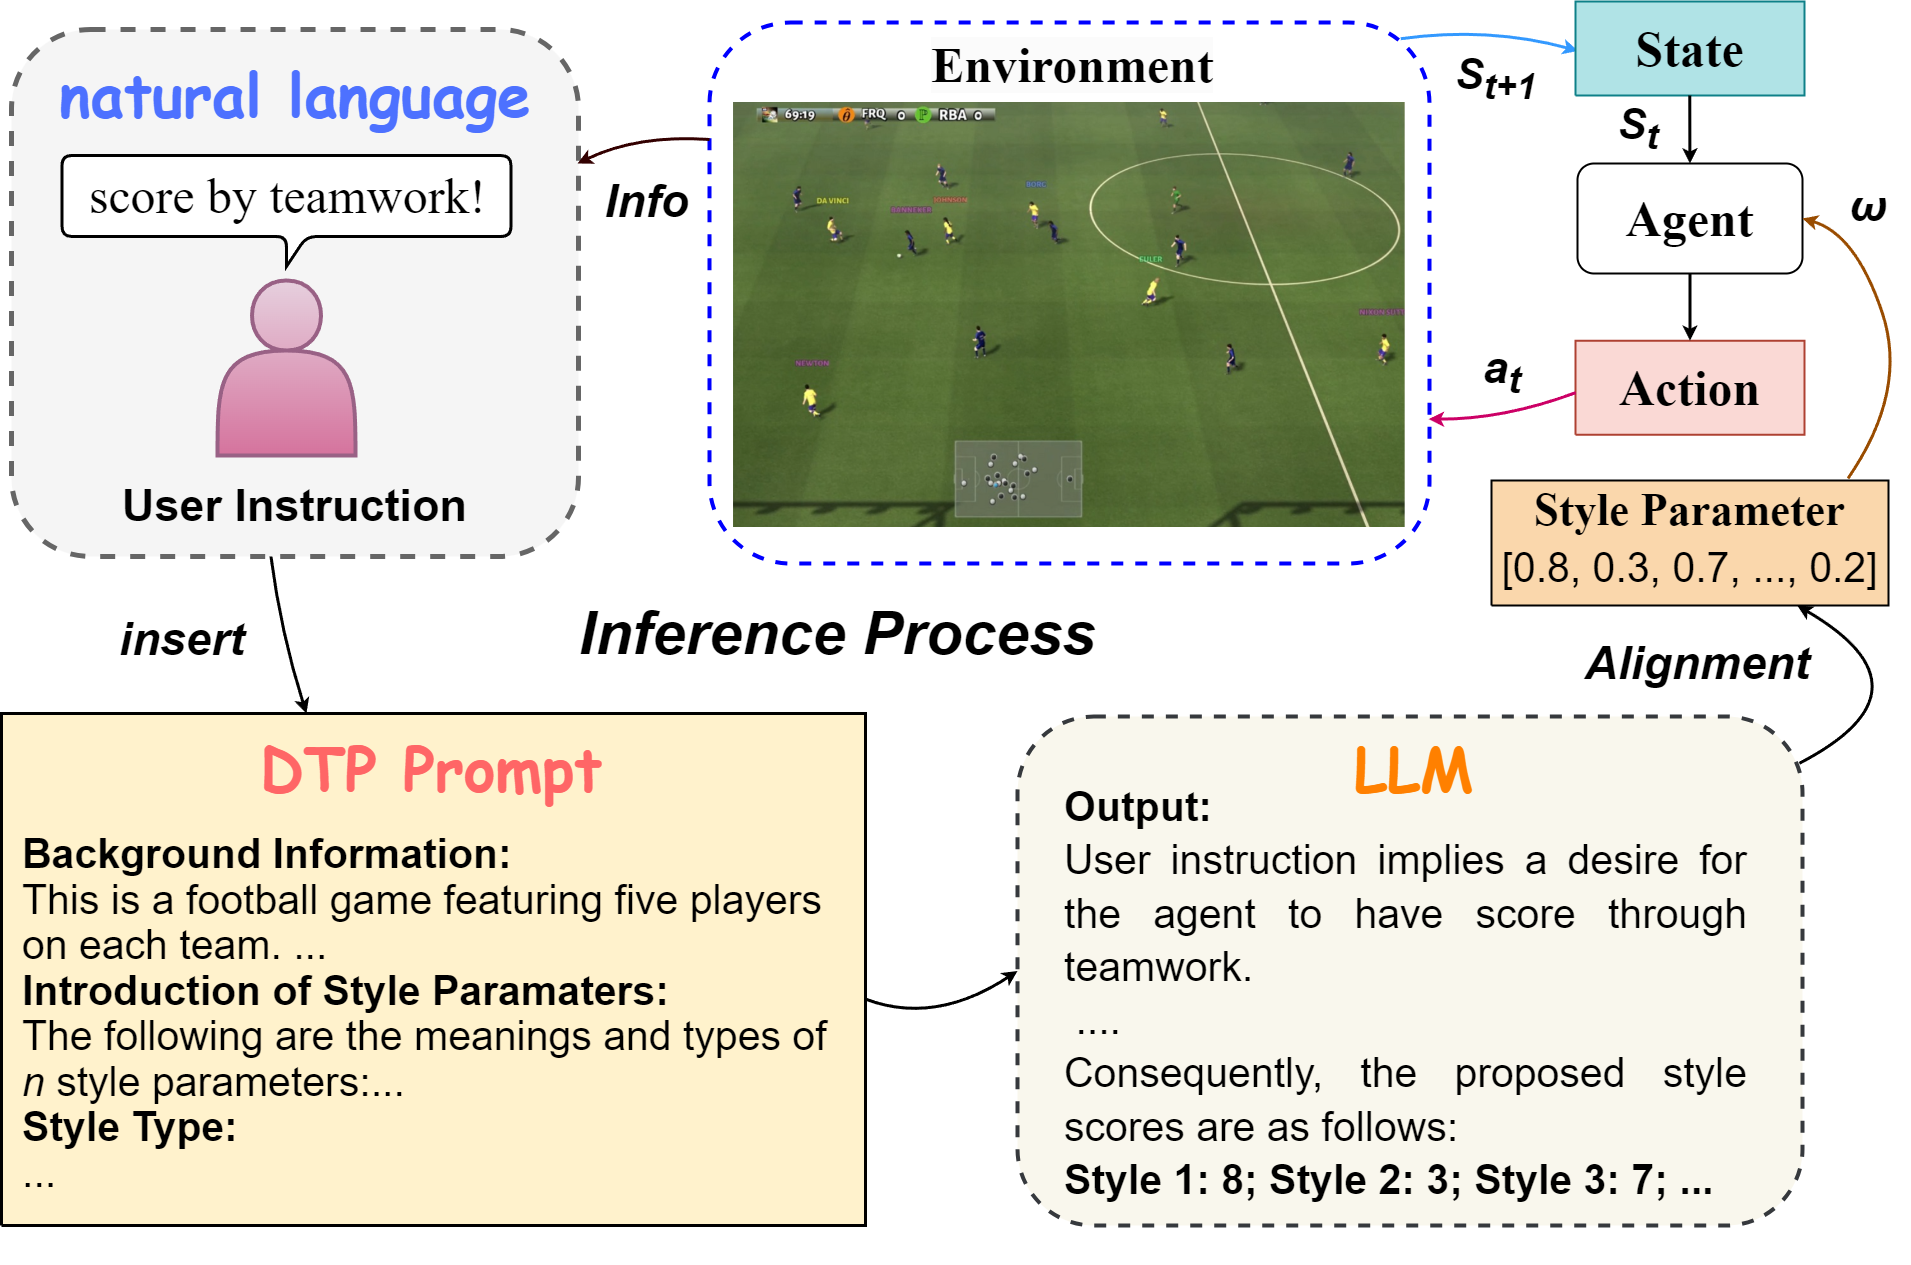 natural language
score by teamwork!
User Instruction
Info
Environment
69:19 FRQ 0 P RBA 0
DA VINCI
JOHNSON
EULER
NEWTON
S_{t+1}
State
S_t
Agent
ω
Action
a_t
Style Parameter
[0.8, 0.3, 0.7, ..., 0.2]
insert
Inference Process
Alignment
DTP Prompt
Background Information:
This is a football game featuring five players
on each team. ...
Introduction of Style Paramaters:
The following are the meanings and types of
n style parameters:...
Style Type:
...
LLM
Output:
User instruction implies a desire for
the agent to have score through
teamwork.
....
Consequently, the proposed style
scores are as follows:
Style 1: 8; Style 2: 3; Style 3: 7; ...